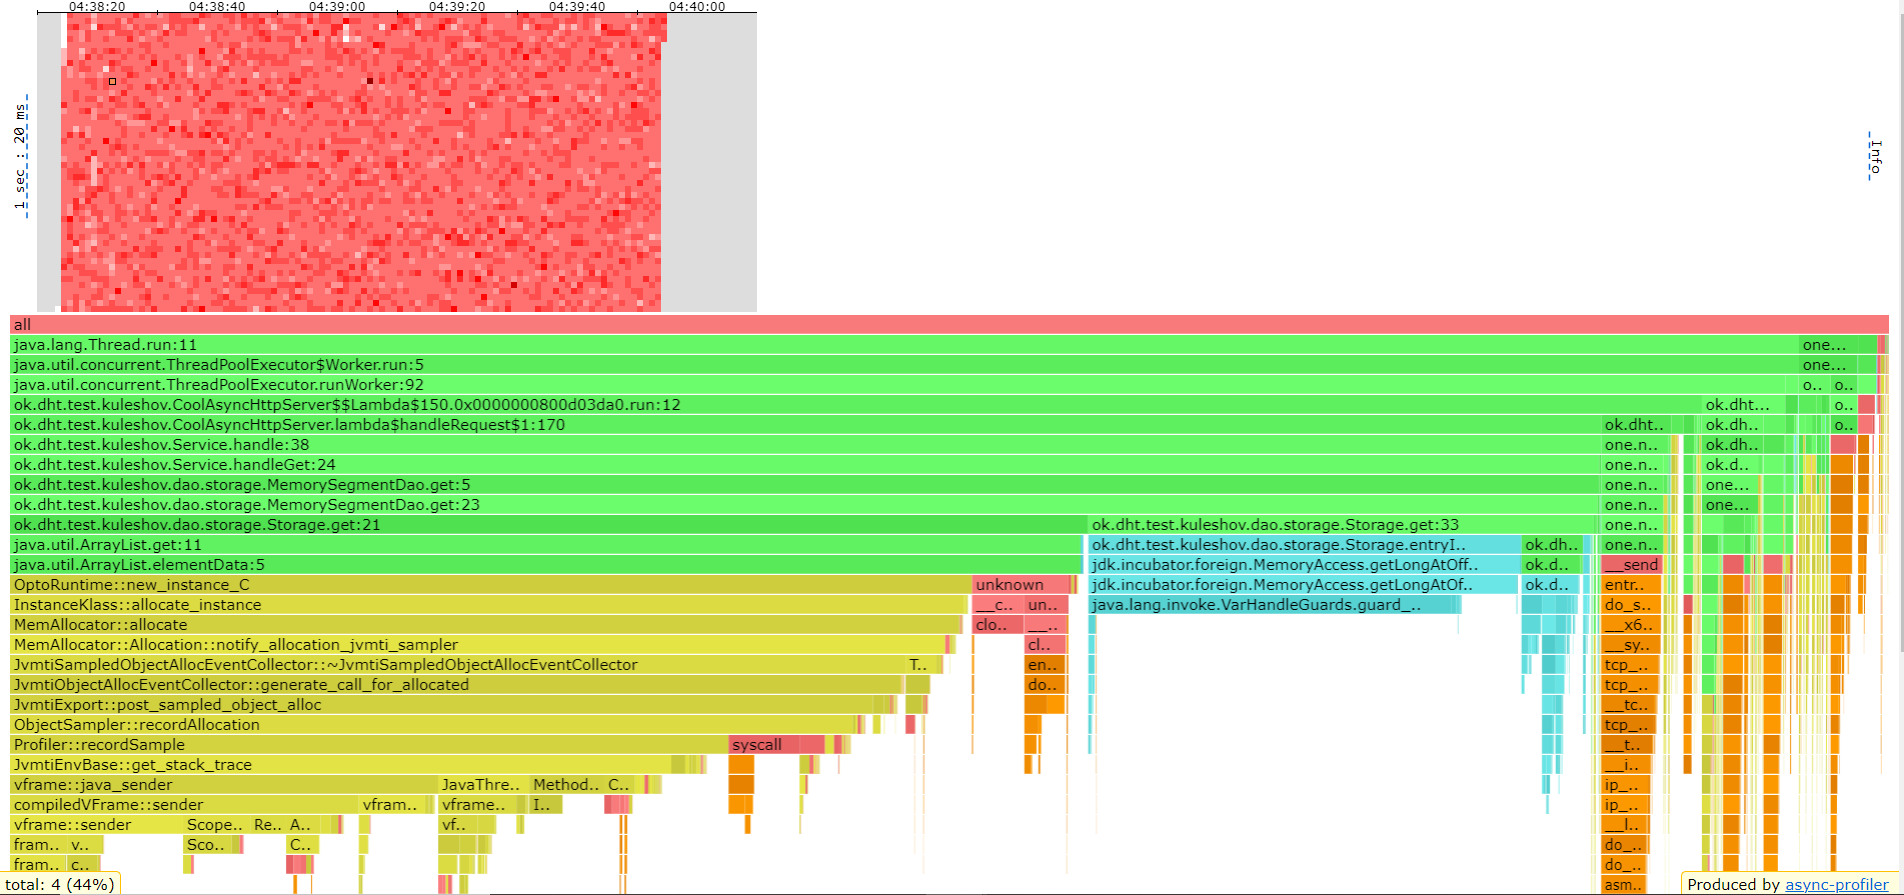 04:38:20 04:38:40 04:39:00 04:39:20 04:39:40 04:40:00
1 sec : 20 ms
Info
all
java.lang.Thread.run:11 one...
java.util.concurrent.ThreadPoolExecutor$Worker.run:5 one...
java.util.concurrent.ThreadPoolExecutor.runWorker:92 o.. o..
ok.dht.test.kuleshov.CoolAsyncHttpServer$$Lambda$150.0x0000000800d03da0.run:12 ok.dht... o..
ok.dht.test.kuleshov.CoolAsyncHttpServer.lambda$handleRequest$1:170 ok.dht.. ok.dh.. o..
ok.dht.test.kuleshov.Service.handle:38 one.n.. ok.dh..
ok.dht.test.kuleshov.Service.handleGet:24 one.n.. ok.d..
ok.dht.test.kuleshov.dao.storage.MemorySegmentDao.get:5 one.n.. one...
ok.dht.test.kuleshov.dao.storage.MemorySegmentDao.get:23 one.n.. one...
ok.dht.test.kuleshov.dao.storage.Storage.get:21 ok.dht.test.kuleshov.dao.storage.Storage.get:33 one.n..
java.util.ArrayList.get:11 ok.dht.test.kuleshov.dao.storage.Storage.entryI.. ok.dh.. one.n..
java.util.ArrayList.elementData:5 jdk.incubator.foreign.MemoryAccess.getLongAtOff.. ok.d.. __send
OptoRuntime::new_instance_C unknown jdk.incubator.foreign.MemoryAccess.getLongAtOf.. ok.d.. entr..
InstanceKlass::allocate_instance __c.. un.. java.lang.invoke.VarHandleGuards.guard_.. do_s..
MemAllocator::allocate clo.. __.. __x6..
MemAllocator::Allocation::notify_allocation_jvmti_sampler cl.. __sy..
JvmtiSampledObjectAllocEventCollector::~JvmtiSampledObjectAllocEventCollector T.. en.. tcp_..
JvmtiObjectAllocEventCollector::generate_call_for_allocated do.. tcp_..
JvmtiExport::post_sampled_object_alloc __tc..
ObjectSampler::recordAllocation tcp_..
Profiler::recordSample syscall __t..
JvmtiEnvBase::get_stack_trace __i..
vframe::java_sender JavaThre.. Method.. C.. ip_..
compiledVFrame::sender vfram.. vframe.. I.. ip_..
vframe::sender Scope.. Re.. A.. vf.. __l..
fram.. v.. Sco.. C.. do_..
fram.. c.. do_..
total: 4 (44%) asm.. Produced by async-profiler